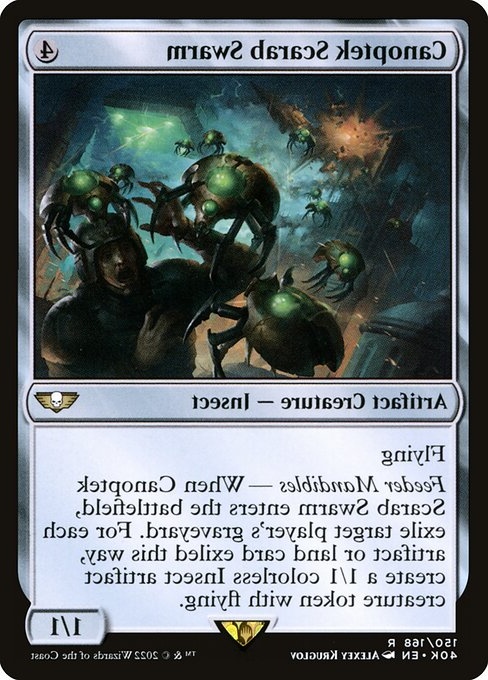 Canoptek Scarab Swarm 4
Artifact Creature — Insect
Flying
Feeder Mandibles — When Canoptek
Scarab Swarm enters the battlefield,
exile target player's graveyard. For each
artifact or land card exiled this way,
create a 1/1 colorless Insect artifact
creature token with flying.
1/1
150/168 R
40K • EN ALEXEY KRUGLOV
™ & © 2022 Wizards of the Coast